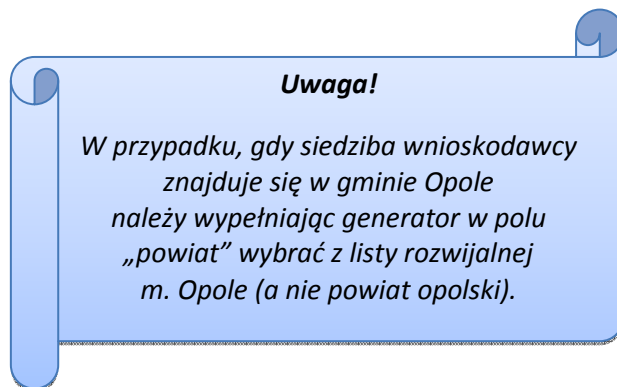 Uwaga!
W przypadku, gdy siedziba wnioskodawcy
znajduje się w gminie Opole
należy wypełniając generator w polu
„powiat” wybrać z listy rozwijalnej
m. Opole (a nie powiat opolski).